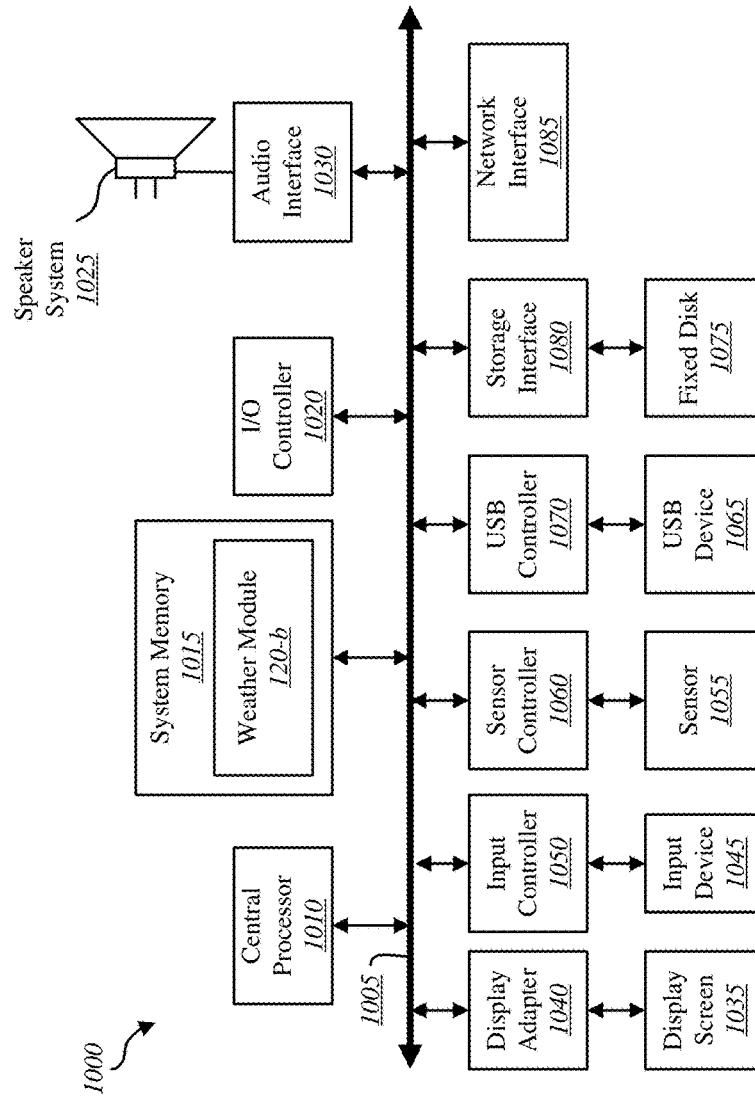 1000
Speaker
System
1025
Central
Processor
1010
System Memory
1015
Weather Module
120-b
I/O
Controller
1020
Audio
Interface
1030
1005
Display
Adapter
1040
Input
Controller
1050
Sensor Controller
1060
USB
Controller
1070
Storage
Interface
1080
Network
Interface
1085
Display
Screen
1035
Input
Device
1045
Sensor
1055
USB
Device
1065
Fixed Disk
1075